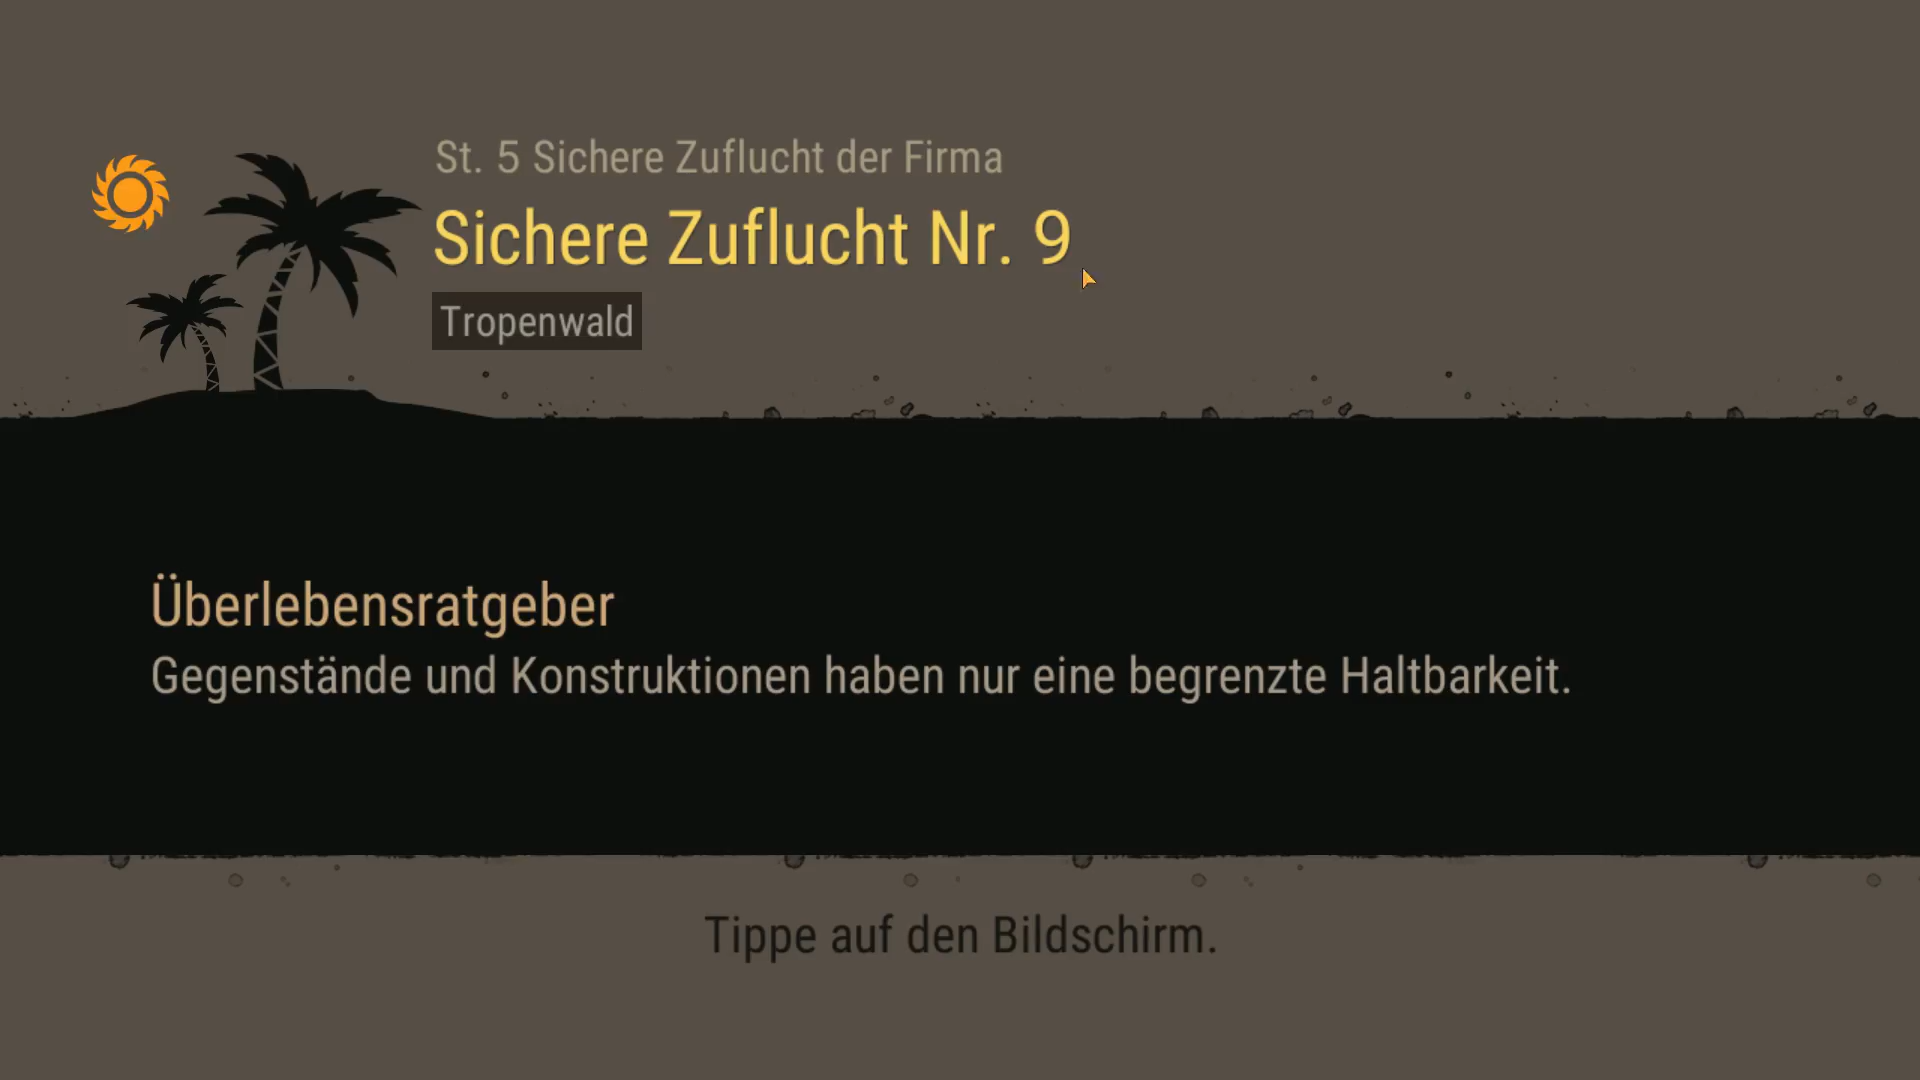 St. 5 Sichere Zuflucht der Firma
Sichere Zuflucht Nr. 9
Tropenwald
Überlebensratgeber
Gegenstände und Konstruktionen haben nur eine begrenzte Haltbarkeit.
Tippe auf den Bildschirm.